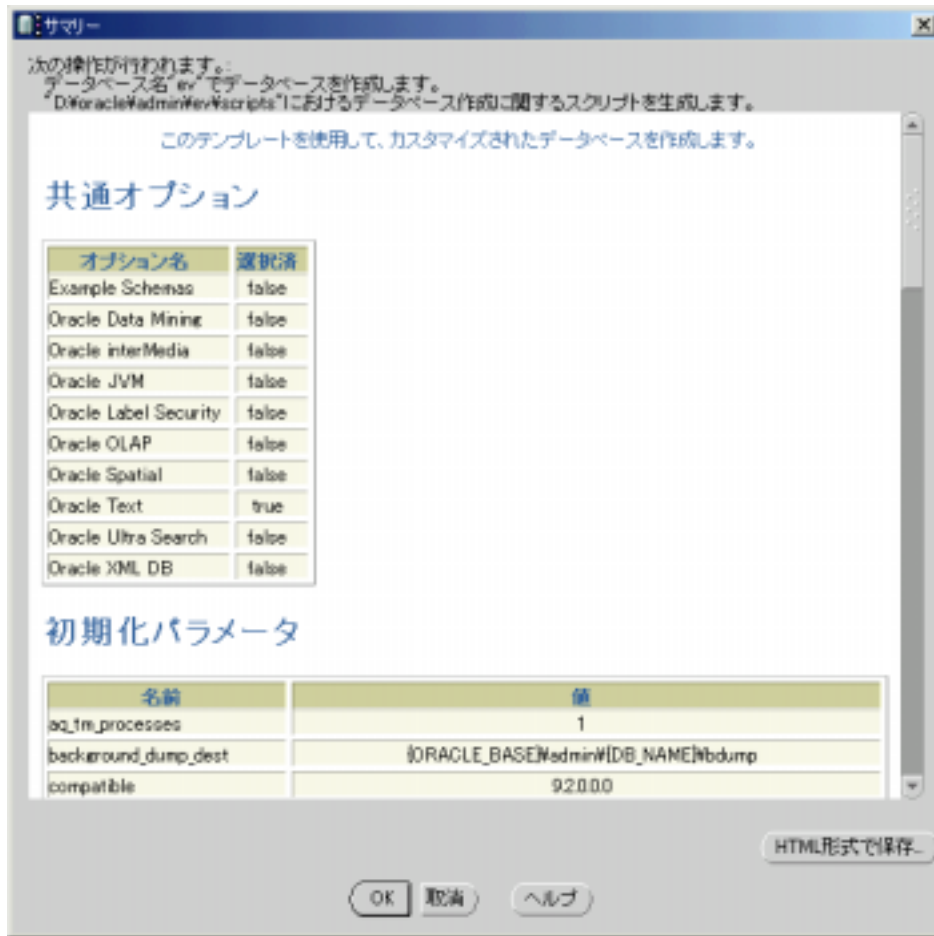 サマリー
次の操作が行われます。:
データベース名"ev"でデータベースを作成します。
"D¥oracle¥admin¥ev¥scripts"におけるデータベース作成に関するスクリプトを生成します。
このテンプレートを使用して、カスタマイズされたデータベースを作成します。
共通オプション
オプション名 選択済
Example Schemas false
Oracle Data Mining false
Oracle interMedia false
Oracle JVM false
Oracle Label Security false
Oracle OLAP false
Oracle Spatial false
Oracle Text true
Oracle Ultra Search false
Oracle XML DB false
初期化パラメータ
名前 値
aq_tm_processes 1
background_dump_dest {ORACLE_BASE}¥admin¥{DB_NAME}¥bdump
compatible 9.2.0.0.0
HTML形式で保存...
OK 取消 ヘルプ